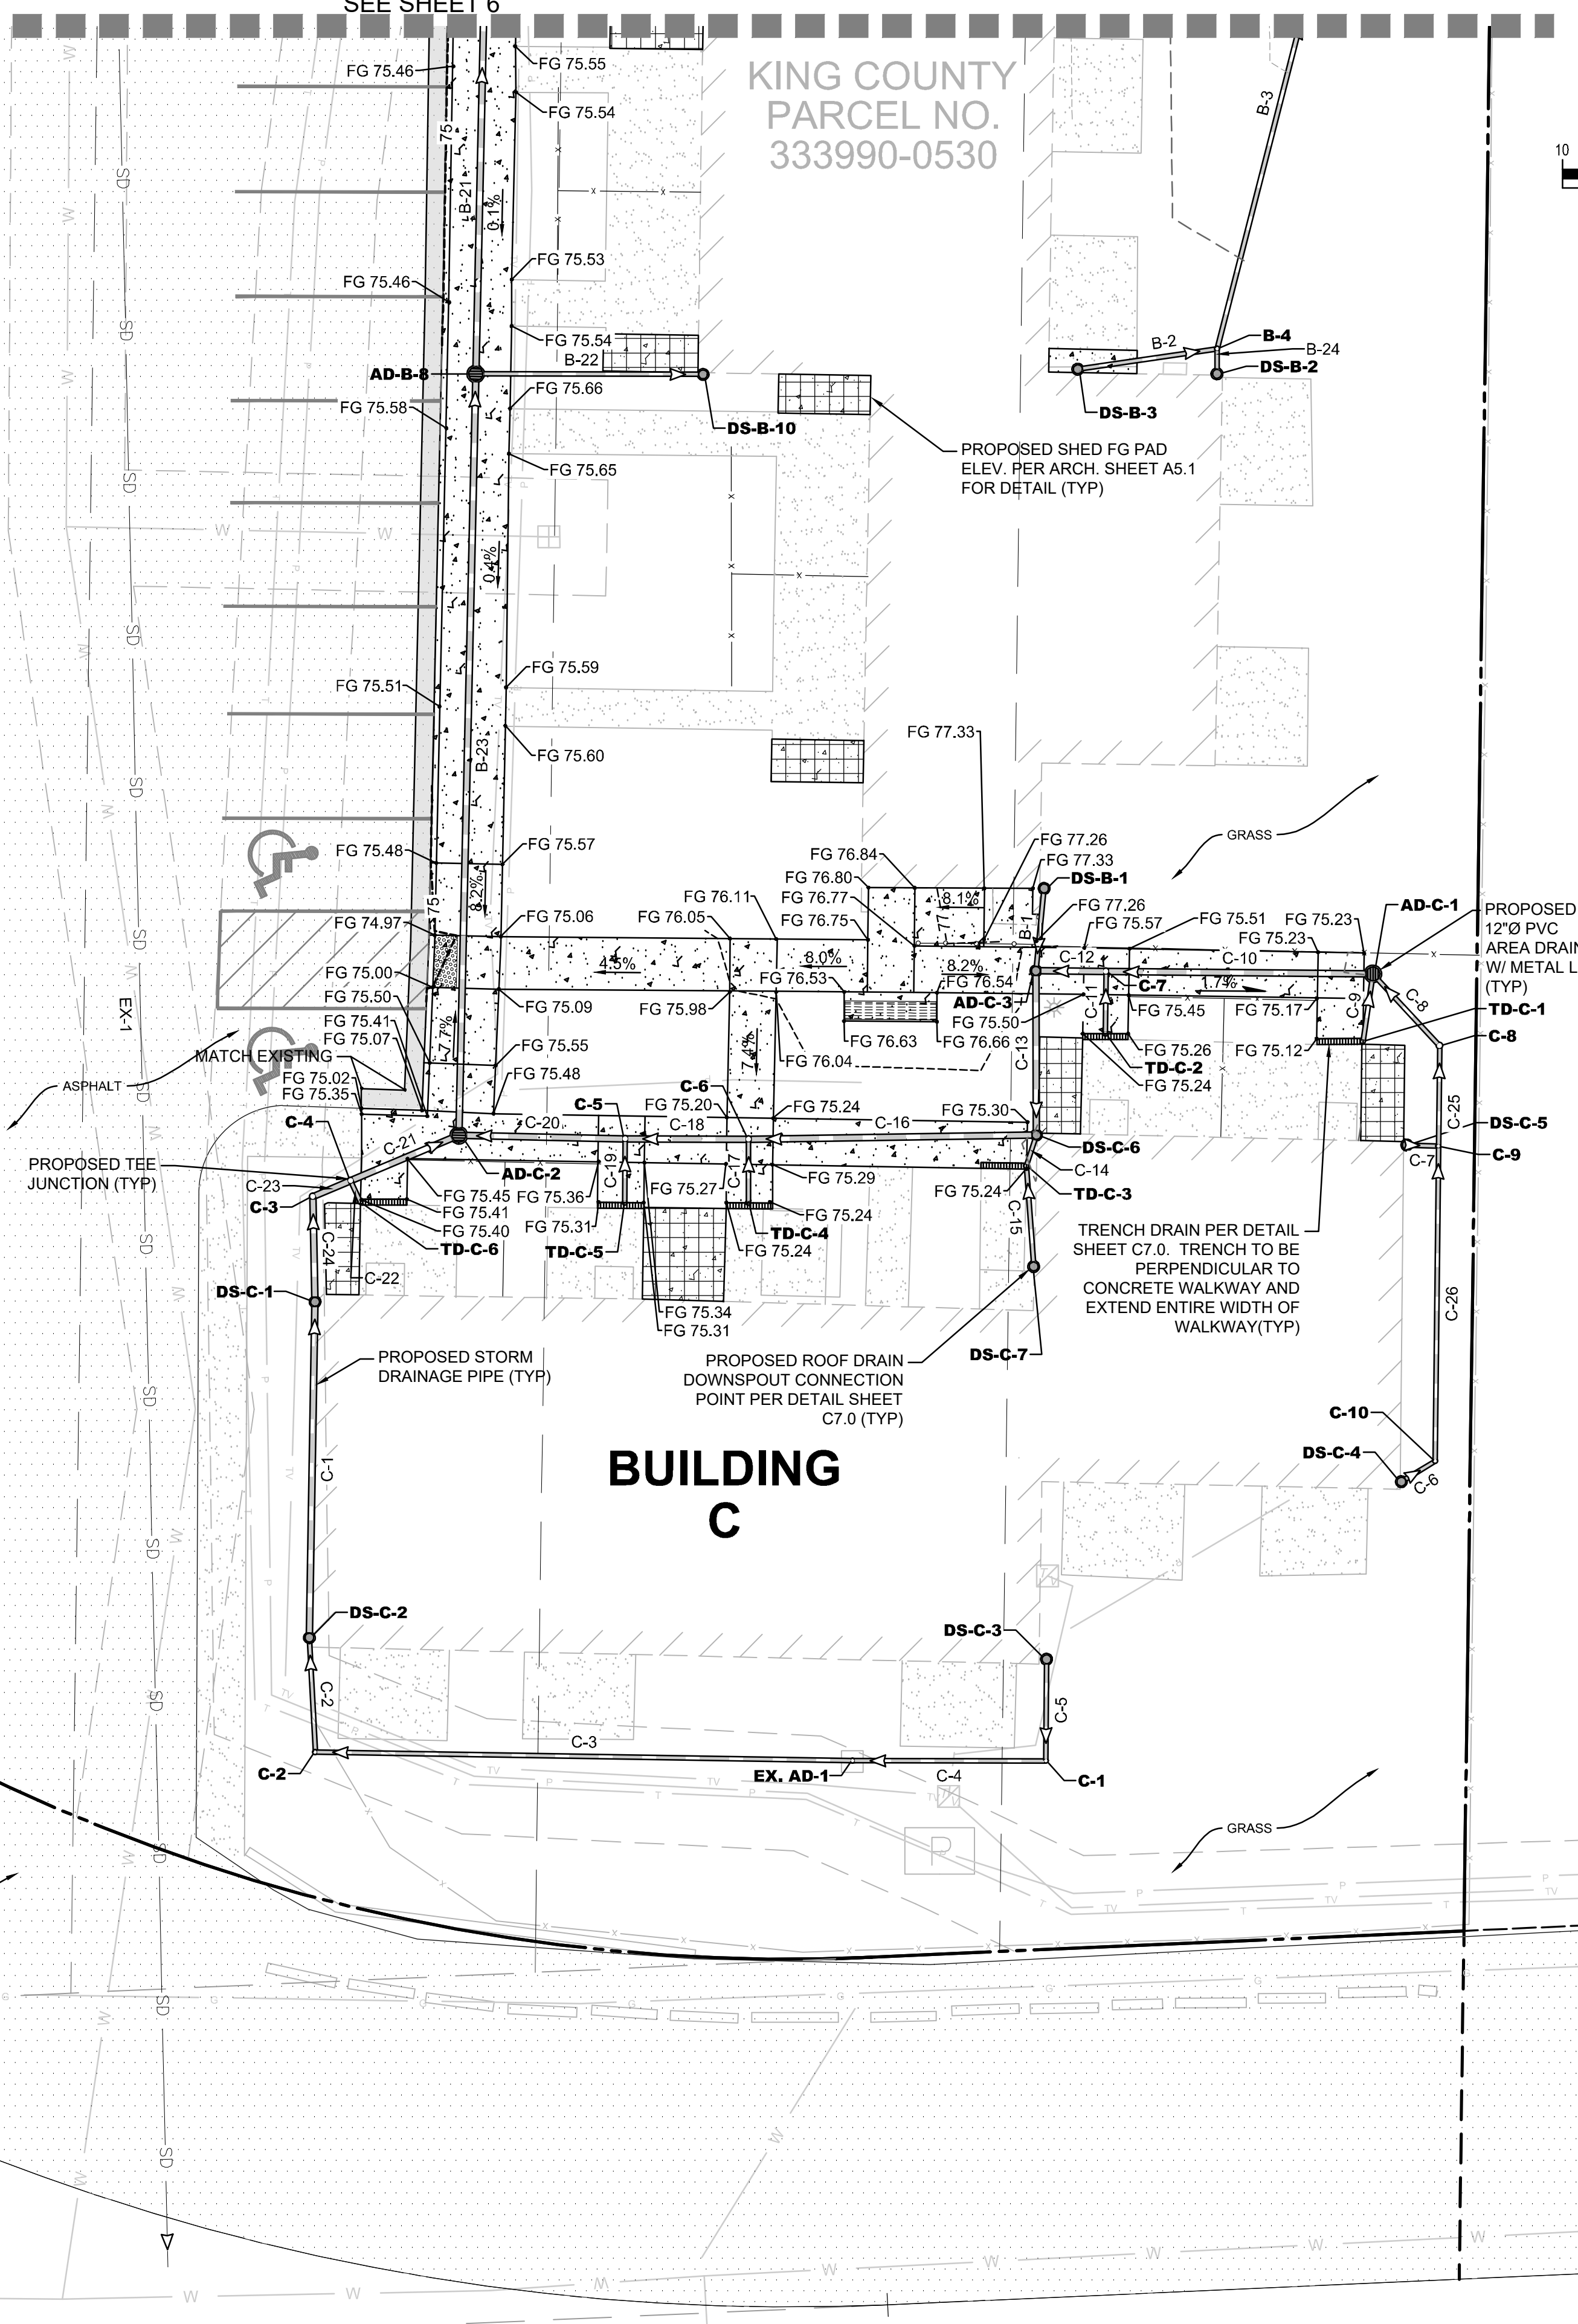 SEE SHEET 6
KING COUNTY
PARCEL NO.
333990-0530
10
FG 75.46
FG 75.55
FG 75.54
75
B-21
0.1%
B-3
SD
W
FG 75.53
FG 75.46
FG 75.54
B-22
AD-B-8
FG 75.66
FG 75.58
DS-B-10
FG 75.65
B-2
B-4
B-24
DS-B-2
DS-B-3
PROPOSED SHED FG PAD
ELEV. PER ARCH. SHEET A5.1
FOR DETAIL (TYP)
0.4%
FG 75.59
FG 75.51
FG 75.60
B-23
FG 77.33
GRASS
FG 75.48
FG 75.57
FG 76.84
FG 77.26
FG 77.33
DS-B-1
FG 76.80
FG 76.77
FG 76.75
8.1%
77
B-1
FG 77.26
FG 75.57
FG 75.51
FG 75.23
FG 75.23
AD-C-1
PROPOSED
12"Ø PVC
AREA DRAIN
W/ METAL L
(TYP)
8.2%
75
FG 74.97
FG 75.06
FG 76.05
FG 76.11
4.5%
8.0%
8.2%
C-12
C-10
C-7
1.7%
C-9
C-8
FG 75.00
FG 75.09
FG 75.98
FG 76.53
FG 76.54
AD-C-3
FG 75.50
C-11
FG 75.45
FG 75.17
TD-C-1
C-8
FG 75.50
FG 75.41
FG 75.07
MATCH EXISTING
FG 75.02
FG 75.35
7.7%
FG 75.55
FG 75.48
7.4%
FG 76.04
FG 76.63
FG 76.66
C-13
FG 75.26
TD-C-2
FG 75.24
FG 75.12
EX-1
ASPHALT
C-4
C-21
C-20
C-5
C-6
FG 75.20
C-18
FG 75.24
C-16
FG 75.30
DS-C-6
C-25
DS-C-5
C-7
C-9
PROPOSED TEE
JUNCTION (TYP)
C-23
C-3
AD-C-2
FG 75.45
FG 75.41
FG 75.40
TD-C-6
C-24
C-22
FG 75.36
FG 75.31
TD-C-5
C-19
FG 75.27
C-17
FG 75.29
FG 75.24
TD-C-4
FG 75.24
FG 75.24
C-14
TD-C-3
C-15
TRENCH DRAIN PER DETAIL
SHEET C7.0. TRENCH TO BE
PERPENDICULAR TO
CONCRETE WALKWAY AND
EXTEND ENTIRE WIDTH OF
WALKWAY(TYP)
C-26
DS-C-1
FG 75.34
FG 75.31
PROPOSED STORM
DRAINAGE PIPE (TYP)
PROPOSED ROOF DRAIN
DOWNSPOUT CONNECTION
POINT PER DETAIL SHEET
C7.0 (TYP)
DS-C-7
C-1
BUILDING
C
C-10
DS-C-4
C-6
DS-C-2
DS-C-3
C-2
C-5
C-3
C-2
EX. AD-1
C-4
C-1
P
GRASS